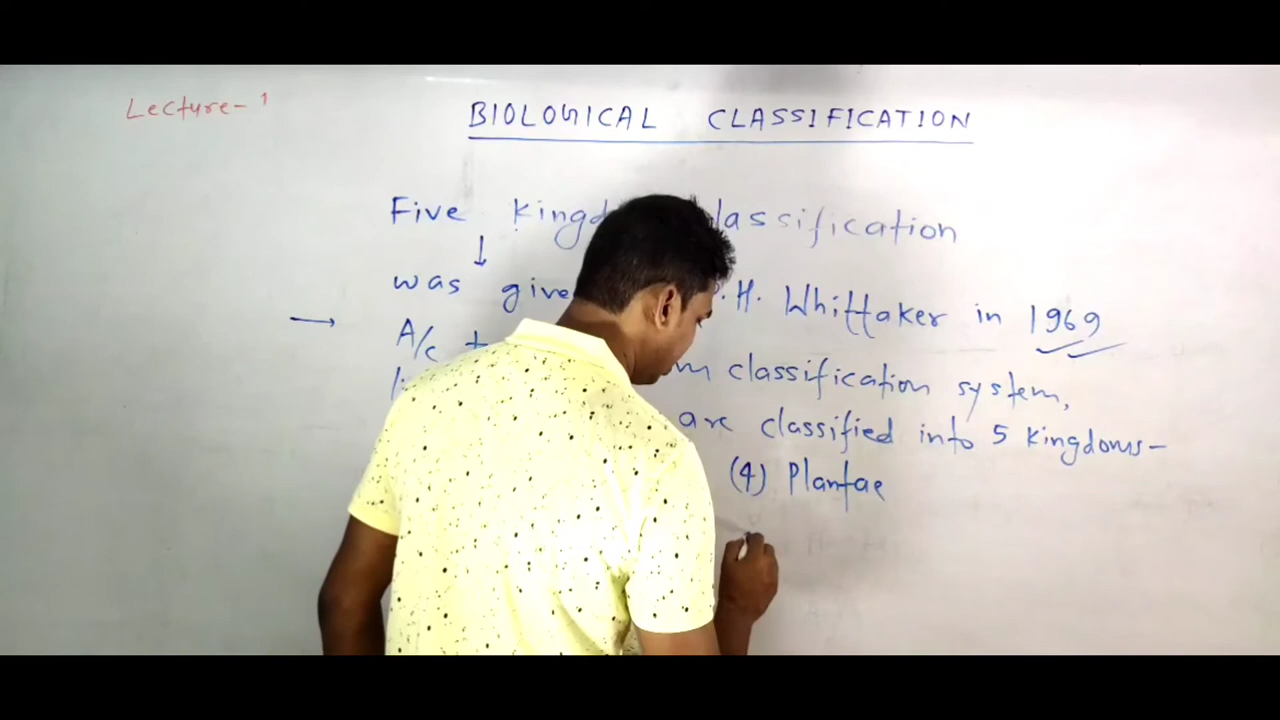 Lecture- 1
BIOLOGICAL CLASSIFICATION
Five classification
was H. Whittaker in 1969
A/c classification system,
are classified into 5 kingdoms-
(4) Plantae